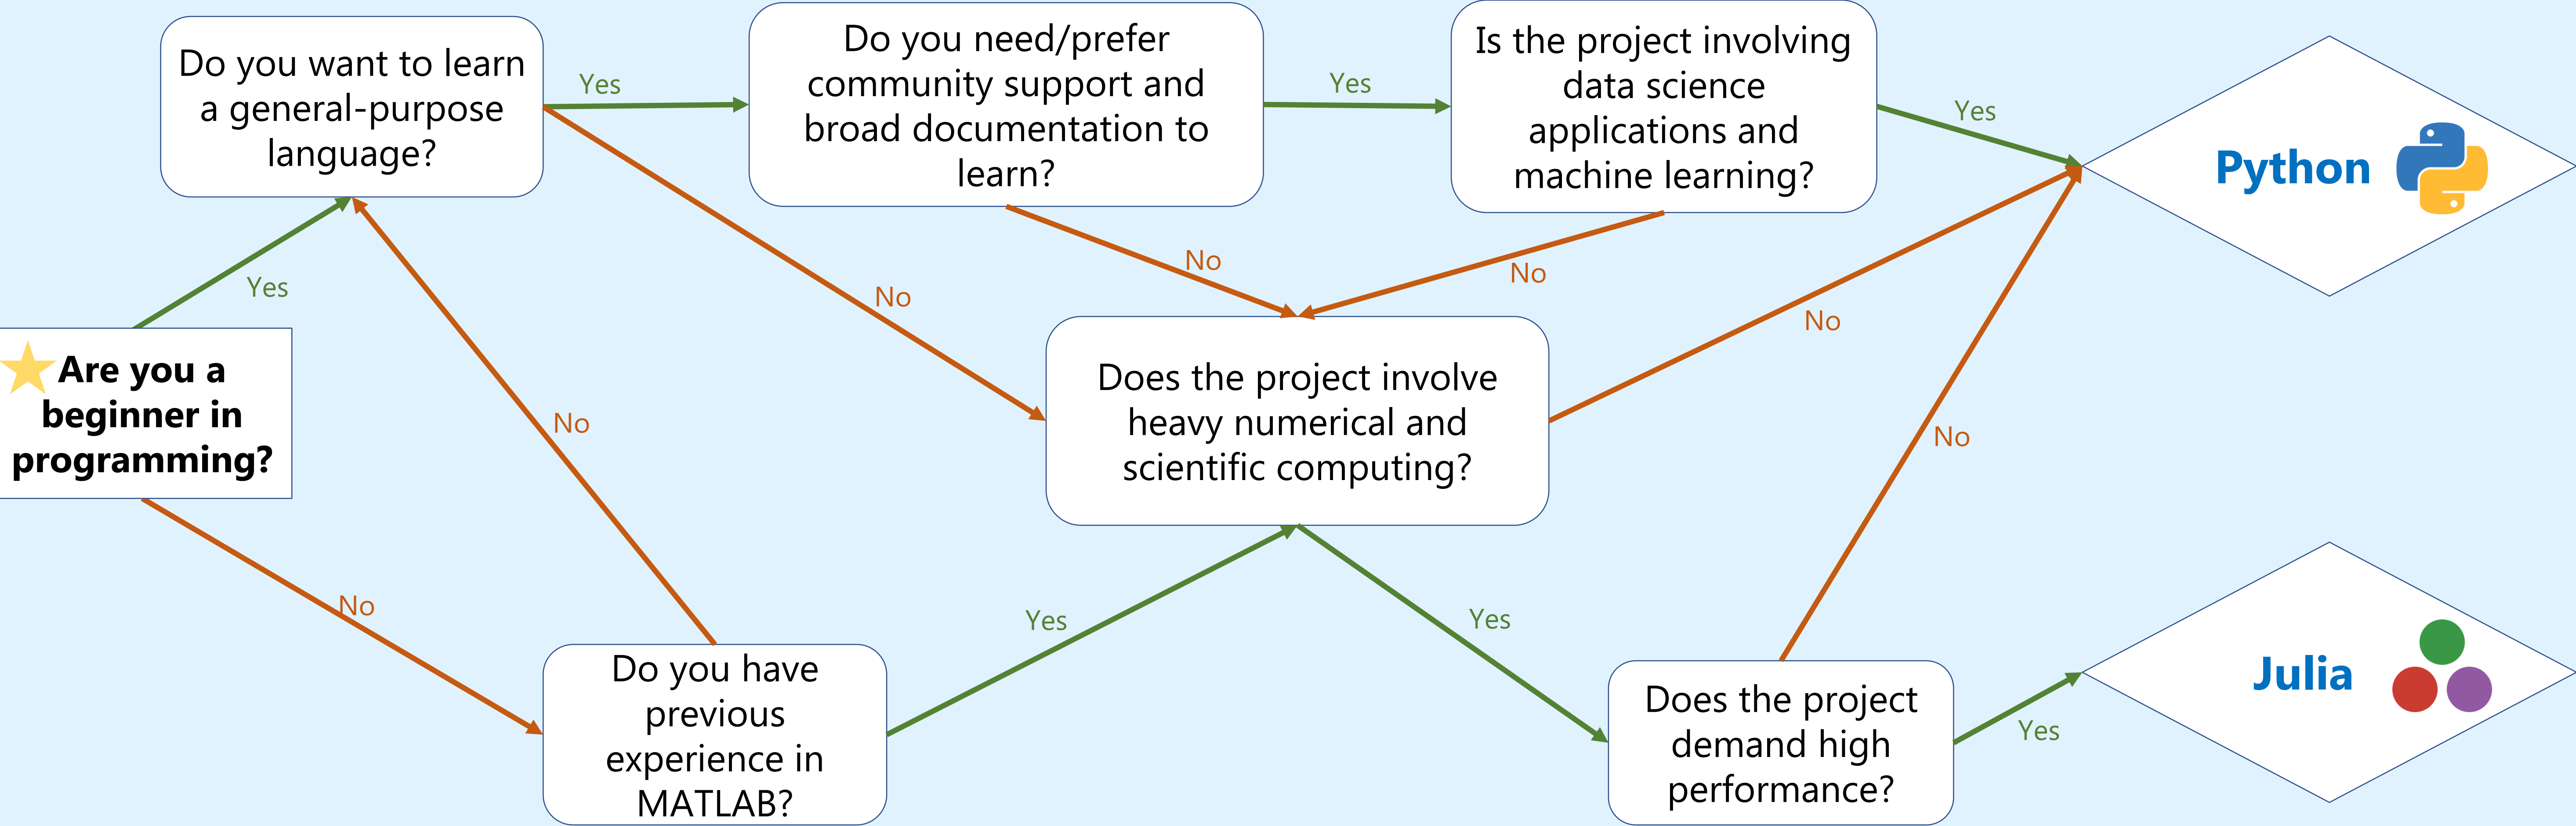 Do you want to learn
a general-purpose
language?
Yes
Do you need/prefer
community support and
broad documentation to
learn?
Yes
Is the project involving
data science
applications and
machine learning?
Yes
Python
No
No
No
No
Yes
Are you a
beginner in
programming?
No
Does the project involve
heavy numerical and
scientific computing?
No
No
Yes
Yes
Do you have
previous
experience in
MATLAB?
Does the project
demand high
performance?
Yes
Julia